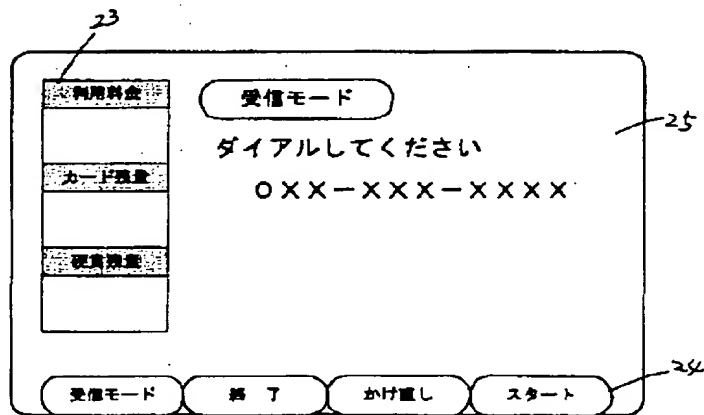 23
利用料金
カード残量
硬貨残量
受信モード
ダイアルしてください
OXX-XXX-XXXX
25
受信モード
終了
かけ直し
スタート
24